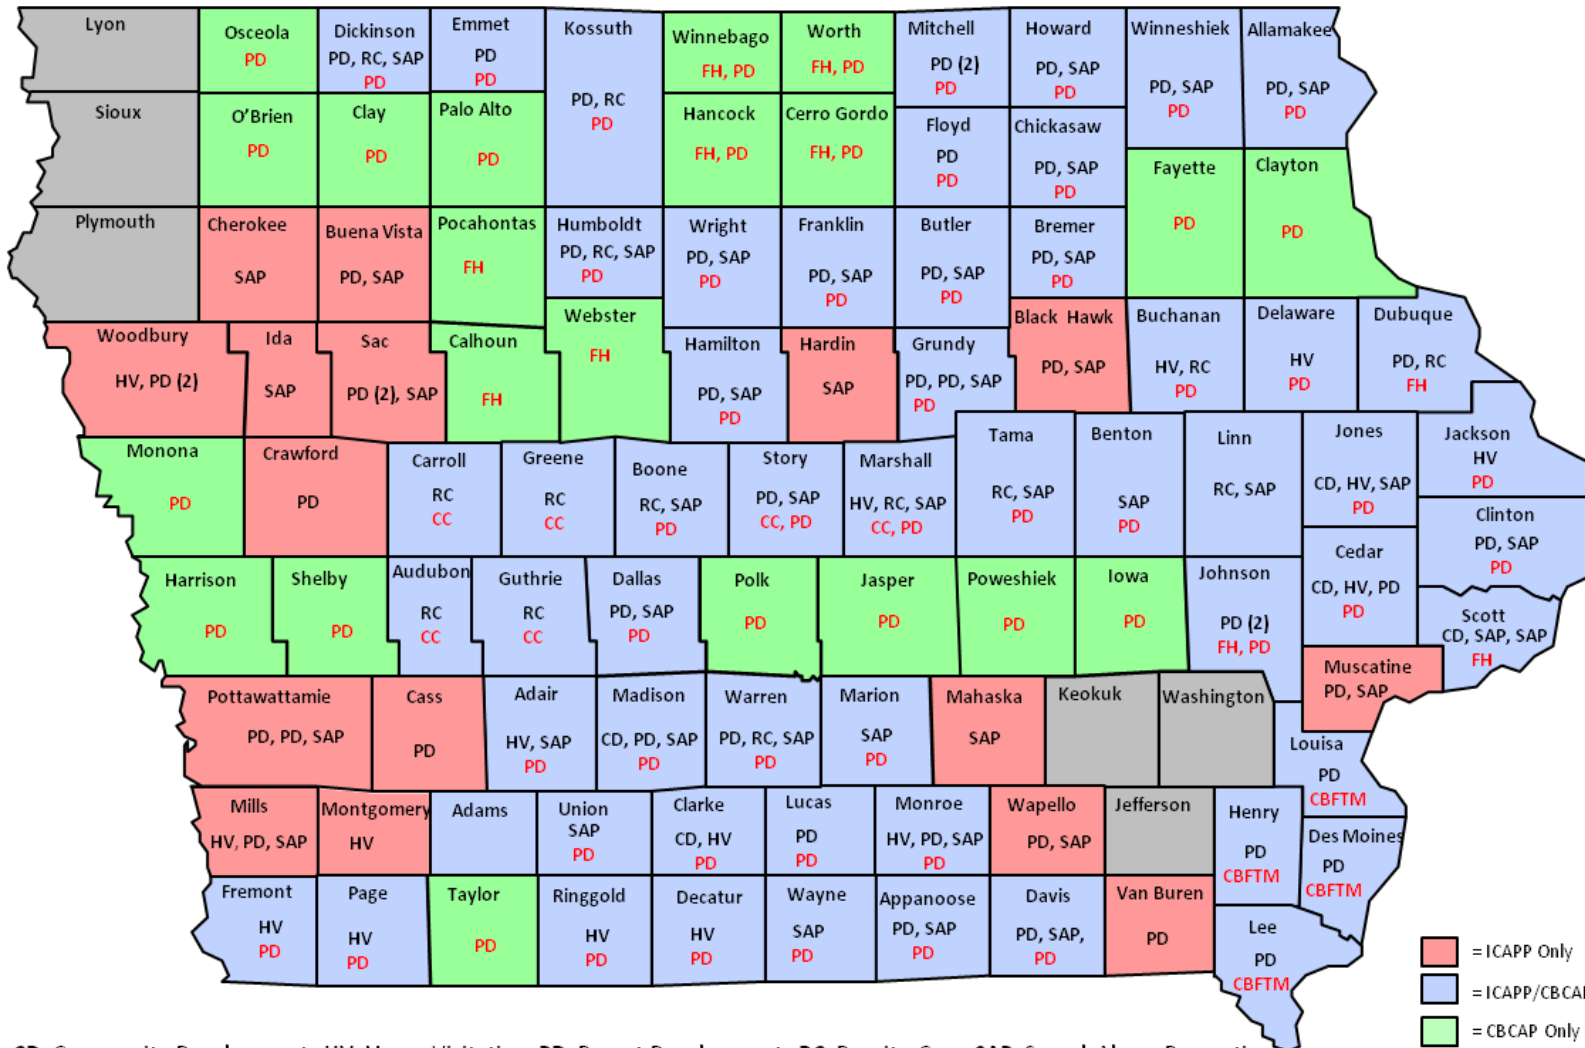 Lyon
Osceola
PD
Dickinson
PD, RC, SAP
PD
Emmet
PD
PD
Kossuth
PD, RC
PD
Winnebago
FH, PD
Worth
FH, PD
Mitchell
PD (2)
PD
Howard
PD, SAP
PD
Winneshiek
PD, SAP
PD
Allamakee
PD, SAP
PD
Sioux
O'Brien
PD
Clay
PD
Palo Alto
PD
Hancock
FH, PD
Cerro Gordo
FH, PD
Floyd
PD
PD
Chickasaw
PD, SAP
PD
Fayette
PD
Clayton
PD
Plymouth
Cherokee
SAP
Buena Vista
PD, SAP
Pocahontas
FH
Humboldt
PD, RC, SAP
PD
Wright
PD, SAP
PD
Franklin
PD, SAP
PD
Butler
PD, SAP
PD
Bremer
PD, SAP
PD
Woodbury
HV, PD (2)
Ida
SAP
Sac
PD (2), SAP
Calhoun
FH
Webster
FH
Hamilton
PD, SAP
PD
Hardin
SAP
Grundy
PD, PD, SAP
PD
Black Hawk
PD, SAP
Buchanan
HV, RC
PD
Delaware
HV
PD
Dubuque
PD, RC
FH
Monona
PD
Crawford
PD
Carroll
RC
CC
Greene
RC
CC
Boone
RC, SAP
PD
Story
PD, SAP
CC, PD
Marshall
HV, RC, SAP
CC, PD
Tama
RC, SAP
PD
Benton
SAP
PD
Linn
RC, SAP
Jones
CD, HV, SAP
PD
Jackson
HV
PD
Clinton
PD, SAP
PD
Harrison
PD
Shelby
PD
Audubon
RC
CC
Guthrie
RC
CC
Dallas
PD, SAP
PD
Polk
PD
Jasper
PD
Poweshiek
PD
Iowa
PD
Johnson
PD (2)
FH, PD
Cedar
CD, HV, PD
PD
Scott
CD, SAP, SAP
FH
Muscatine
PD, SAP
Pottawattamie
PD, PD, SAP
Cass
PD
Adair
HV, SAP
PD
Madison
CD, PD, SAP
PD
Warren
PD, RC, SAP
PD
Marion
SAP
PD
Mahaska
SAP
Keokuk
Washington
Louisa
PD
CBFTM
Mills
HV, PD, SAP
Montgomery
HV
Adams
Union
SAP
PD
Clarke
CD, HV
PD
Lucas
PD
PD
Monroe
HV, PD, SAP
PD
Wapello
PD, SAP
Jefferson
Henry
PD
CBFTM
Des Moines
PD
CBFTM
Fremont
HV
PD
Page
HV
PD
Taylor
PD
Ringgold
HV
PD
Decatur
HV
PD
Wayne
SAP
PD
Appanoose
PD, SAP
PD
Davis
PD, SAP,
PD
Van Buren
PD
Lee
PD
CBFTM
= ICAPP Only
= ICAPP/CBCAP
= CBCAP Only